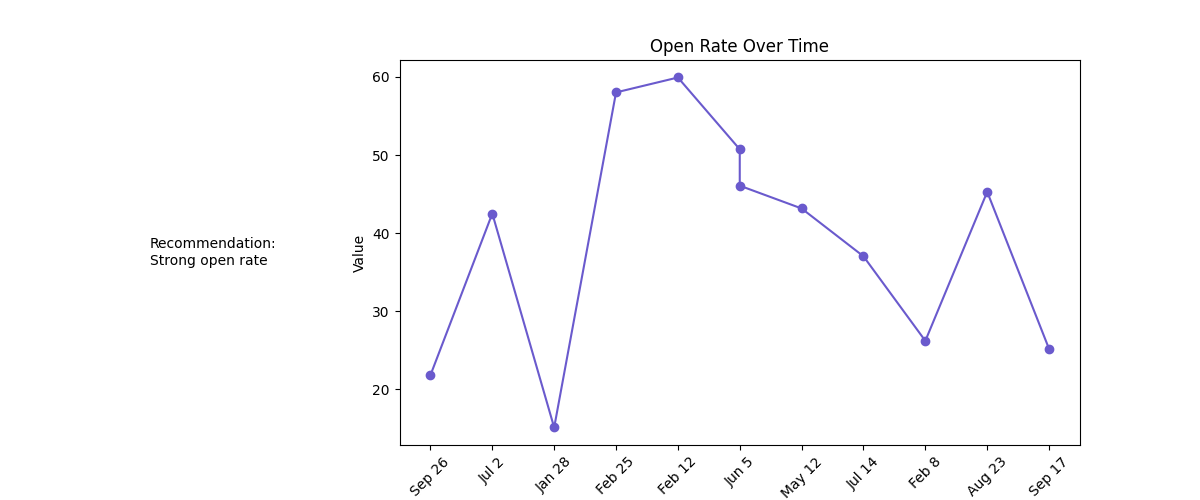 Open Rate Over Time
Recommendation:
Strong open rate
Value
60
50
40
30
20
Sep 26
Jul 2
Jan 28
Feb 25
Feb 12
Jun 5
May 12
Jul 14
Feb 8
Aug 23
Sep 17